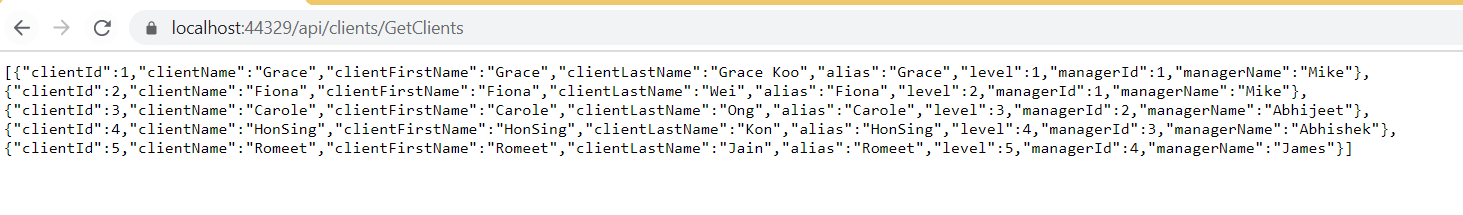 localhost:44329/api/clients/GetClients
[{"clientId":1,"clientName":"Grace","clientFirstName":"Grace","clientLastName":"Grace Koo","alias":"Grace","level":1,"managerId":1,"managerName":"Mike"},
{"clientId":2,"clientName":"Fiona","clientFirstName":"Fiona","clientLastName":"Wei","alias":"Fiona","level":2,"managerId":1,"managerName":"Mike"},
{"clientId":3,"clientName":"Carole","clientFirstName":"Carole","clientLastName":"Ong","alias":"Carole","level":3,"managerId":2,"managerName":"Abhijeet"},
{"clientId":4,"clientName":"HonSing","clientFirstName":"HonSing","clientLastName":"Kon","alias":"HonSing","level":4,"managerId":3,"managerName":"Abhishek"},
{"clientId":5,"clientName":"Romeet","clientFirstName":"Romeet","clientLastName":"Jain","alias":"Romeet","level":5,"managerId":4,"managerName":"James"}]